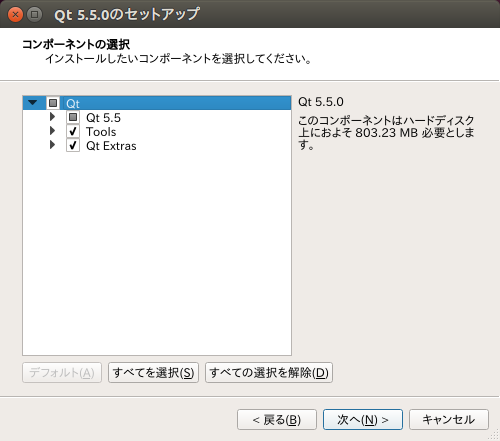 Qt 5.5.0のセットアップ
コンポーネントの選択
インストールしたいコンポーネントを選択してください。
Qt
Qt 5.5
Tools
Qt Extras
Qt 5.5.0
このコンポーネントはハードディスク
上におよそ 803.23 MB 必要としま
す。
デフォルト(A)
すべてを選択(S)
すべての選択を解除(D)
< 戻る(B)
次へ(N) >
キャンセル